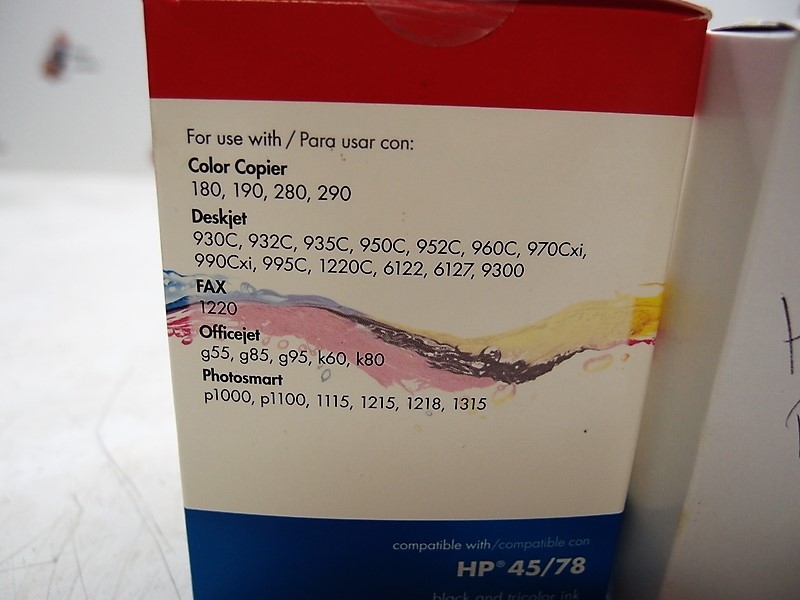 For use with / Para usar con:
Color Copier
180, 190, 280, 290
Deskjet
930C, 932C, 935C, 950C, 952C, 960C, 970Cxi,
990Cxi, 995C, 1220C, 6122, 6127, 9300
FAX
1220
Officejet
g55, g85, g95, k60, k80
Photosmart
p1000, p1100, 1115, 1215, 1218, 1315
compatible with/compatible con
HP® 45/78
black and tricolor ink